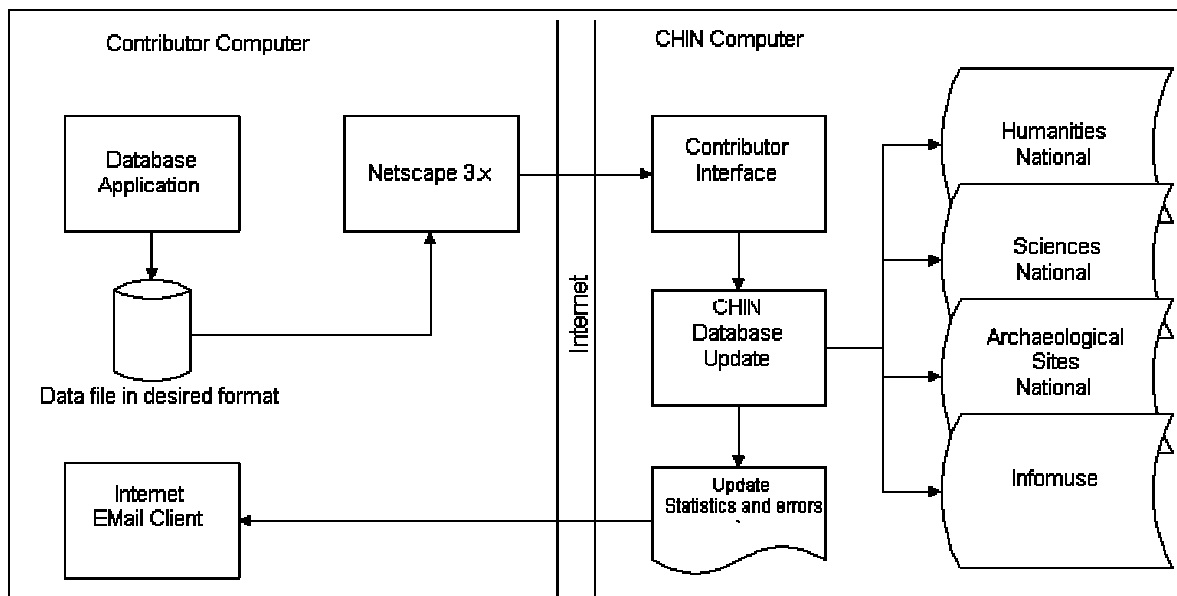 Contributor Computer
CHIN Computer
Database
Application
Netscape 3.x
Data file in desired format
Internet
EMail Client
Internet
Contributor
Interface
CHIN
Database
Update
Update
Statistics and errors
Humanities
National
Sciences
National
Archaeological
Sites
National
Infomuse